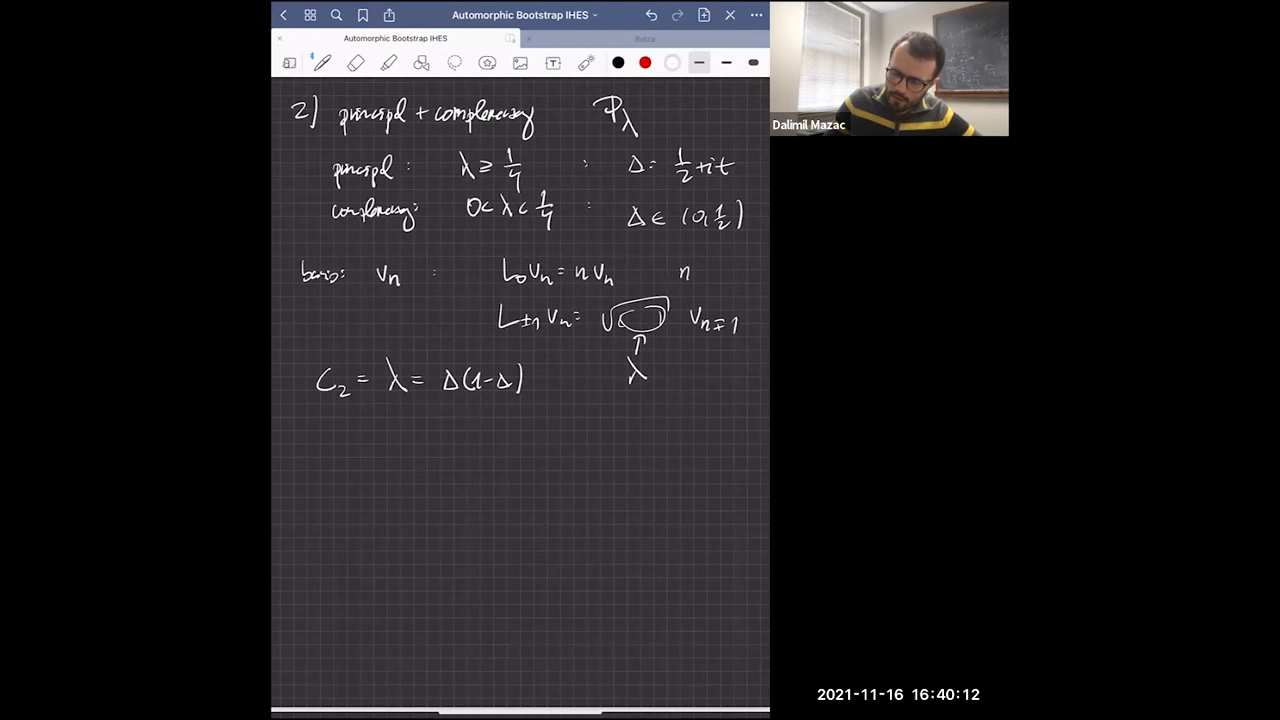 Automorphic Bootstrap IHES
Automorphic Bootstrap IHES
Bolza
2) principal + complementary P_λ
principal: λ ≥ 1/4 : Δ = 1/2 + it
complementary: 0 < λ < 1/4 : Δ ∈ (0, 1/2)
basis: v_n : L_0 v_n = n v_n n
L_{±1} v_n = √ v_{n∓1}
↑
C_2 = λ = Δ(1-Δ) λ
Dalimil Mazac
2021-11-16 16:40:12